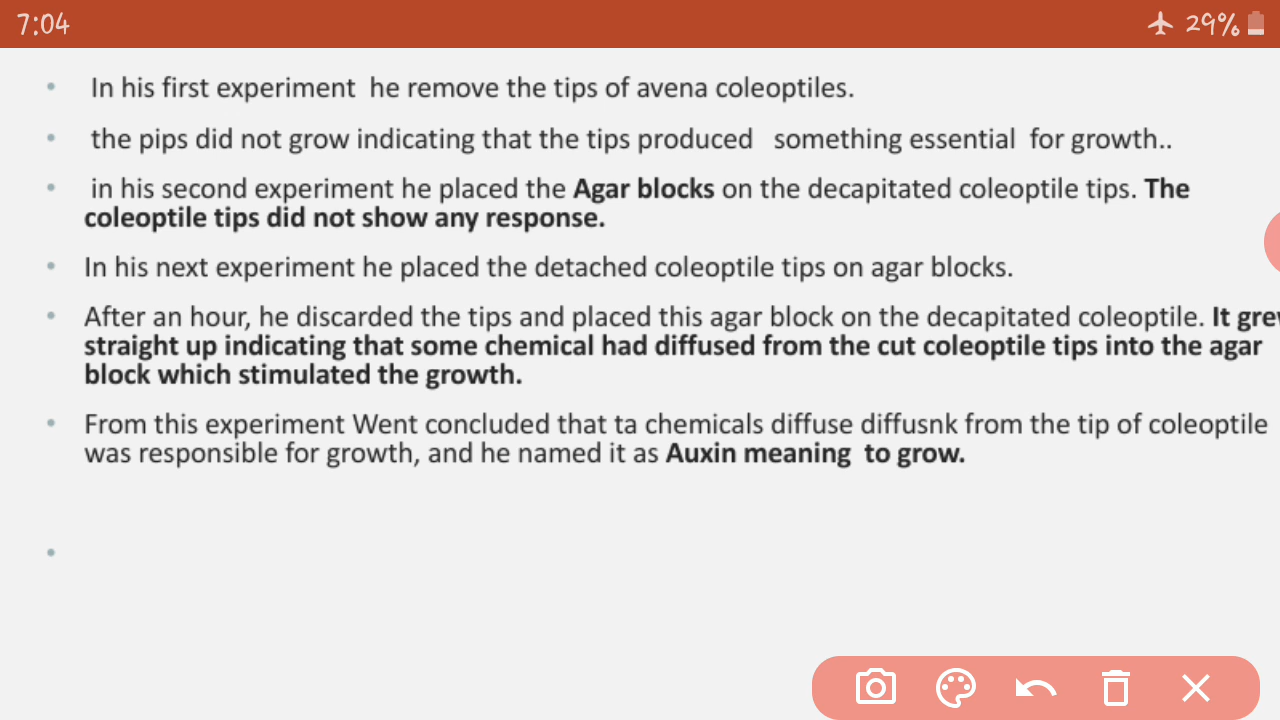 7:04
29%
In his first experiment he remove the tips of avena coleoptiles.
the pips did not grow indicating that the tips produced something essential for growth..
in his second experiment he placed the Agar blocks on the decapitated coleoptile tips. The
coleoptile tips did not show any response.
In his next experiment he placed the detached coleoptile tips on agar blocks.
After an hour, he discarded the tips and placed this agar block on the decapitated coleoptile. It
straight up indicating that some chemical had diffused from the cut coleoptile tips into the agar
block which stimulated the growth.
From this experiment Went concluded that ta chemicals diffuse diffusnk from the tip of coleoptile
was responsible for growth, and he named it as Auxin meaning to grow.